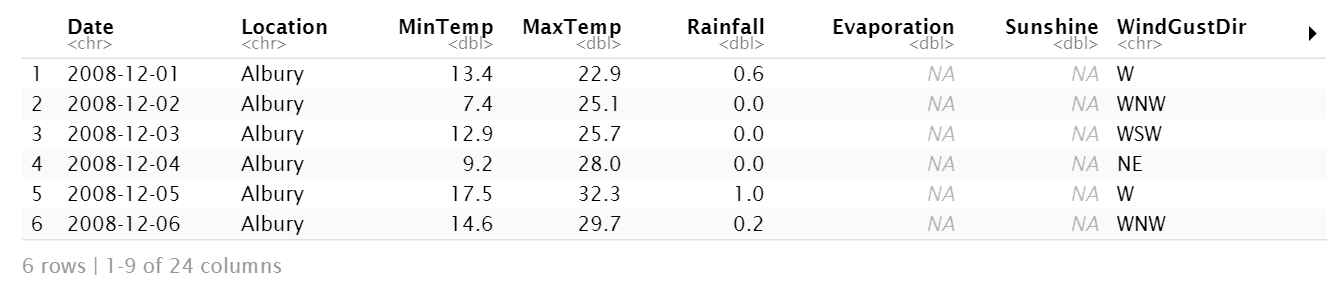 Date Location MinTemp MaxTemp Rainfall Evaporation Sunshine WindGustDir
<chr> <chr> <dbl> <dbl> <dbl> <dbl> <dbl> <chr>
1 2008-12-01 Albury 13.4 22.9 0.6 NA NA W
2 2008-12-02 Albury 7.4 25.1 0.0 NA NA WNW
3 2008-12-03 Albury 12.9 25.7 0.0 NA NA WSW
4 2008-12-04 Albury 9.2 28.0 0.0 NA NA NE
5 2008-12-05 Albury 17.5 32.3 1.0 NA NA W
6 2008-12-06 Albury 14.6 29.7 0.2 NA NA WNW
6 rows | 1-9 of 24 columns